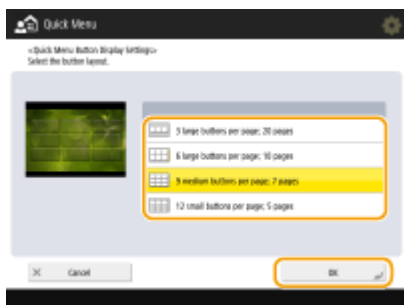 Quick Menu
<Quick Menu Button Display Settings>
Select the button layout.
3 large buttons per page; 20 pages
6 large buttons per page; 10 pages
9 medium buttons per page; 7 pages
12 small buttons per page; 5 pages
Cancel
OK